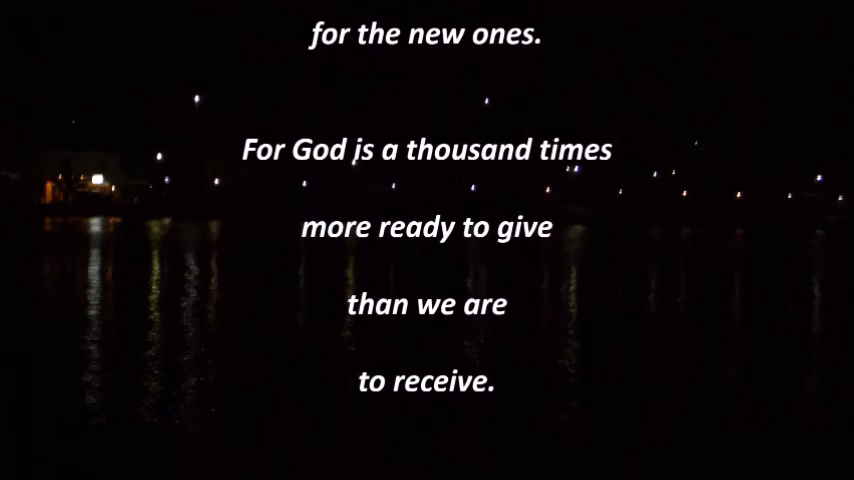 for the new ones.
For God is a thousand times
more ready to give
than we are
to receive.